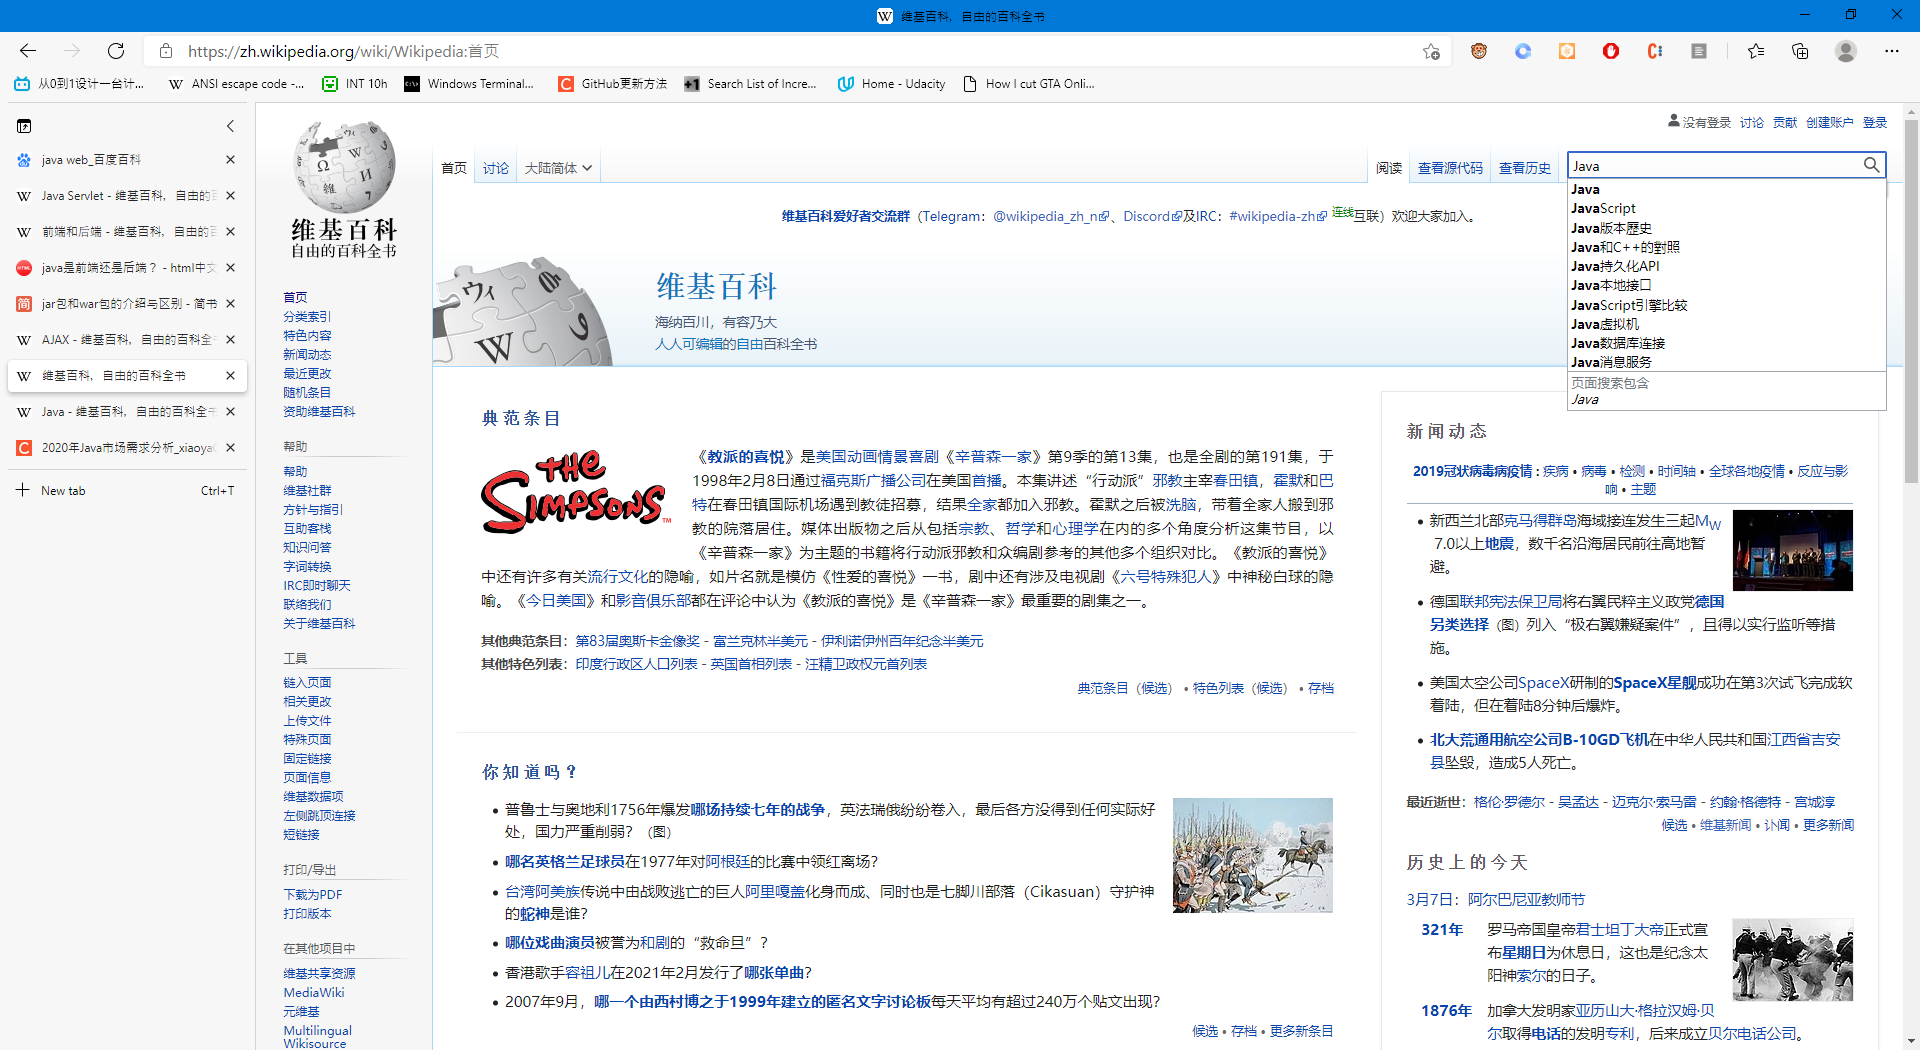 维基百科，自由的百科全书
https://zh.wikipedia.org/wiki/Wikipedia:首页
从0到1设计一台计...
ANSI escape code -...
INT 10h
Windows Terminal...
GitHub更新方法
Search List of Incre...
Home - Udacity
How I cut GTA Onli...
java web_百度百科
Java Servlet - 维基百科，自由的
前端和后端 - 维基百科，自由的
java是前端还是后端？ - html中文
jar包和war包的介绍与区别 - 简书
AJAX - 维基百科，自由的百科全
维基百科，自由的百科全书
Java - 维基百科，自由的百科全书
2020年Java市场需求分析_xiaoya
New tab
Ctrl+T
维基百科
自由的百科全书
首页
分类索引
特色内容
新闻动态
最近更改
随机条目
资助维基百科
帮助
帮助
维基社群
方针与指引
互助客栈
知识问答
字词转换
IRC即时聊天
联络我们
关于维基百科
工具
链入页面
相关更改
上传文件
特殊页面
固定链接
页面信息
维基数据项
左侧跳顶连接
短链接
打印/导出
下载为PDF
打印版本
在其他项目中
维基共享资源
MediaWiki
元维基
Multilingual
Wikisource
没有登录 讨论 贡献 创建账户 登录
首页 讨论 大陆简体
阅读 查看源代码 查看历史
Java
Java
JavaScript
Java版本歷史
Java和C++的對照
Java持久化API
Java本地接口
JavaScript引擎比较
Java虚拟机
Java数据库连接
Java消息服务
页面搜索包含
Java
维基百科爱好者交流群（Telegram：@wikipedia_zh_n、Discord及IRC：#wikipedia-zh 连线互联）欢迎大家加入。
维基百科
海纳百川，有容乃大
人人可编辑的自由百科全书
典范条目
THE SIMPSONS
《教派的喜悦》是美国动画情景喜剧《辛普森一家》第9季的第13集，也是全剧的第191集，于
1998年2月8日通过福克斯广播公司在美国首播。本集讲述“行动派”邪教主宰春田镇，霍默和巴
特在春田镇国际机场遇到教徒招募，结果全家都加入邪教。霍默之后被洗脑，带着全家人搬到邪
教的院落居住。媒体出版物之后从包括宗教、哲学和心理学在内的多个角度分析这集节目，以
《辛普森一家》为主题的书籍将行动派邪教和众编剧参考的其他多个组织对比。《教派的喜悦》
中还有许多有关流行文化的隐喻，如片名就是模仿《性爱的喜悦》一书，剧中还有涉及电视剧《六号特殊犯人》中神秘白球的隐
喻。《今日美国》和影音俱乐部都在评论中认为《教派的喜悦》是《辛普森一家》最重要的剧集之一。
其他典范条目：第83届奥斯卡金像奖 - 富兰克林半美元 - 伊利诺伊州百年纪念半美元
其他特色列表：印度行政区人口列表 - 英国首相列表 - 汪精卫政权元首列表
典范条目（候选） • 特色列表（候选） • 存档
你知道吗？
普鲁士与奥地利1756年爆发哪场持续七年的战争，英法瑞俄纷纷卷入，最后各方没得到任何实际好
处，国力严重削弱？（图）
哪名英格兰足球员在1977年对阿根廷的比赛中领红离场？
台湾阿美族传说中由战败逃亡的巨人阿里嘎盖化身而成、同时也是七脚川部落（Cikasuan）守护神
的蛇神是谁？
哪位戏曲演员被誉为和剧的“救命旦”？
香港歌手容祖儿在2021年2月发行了哪张单曲？
2007年9月，哪一个由西村博之于1999年建立的匿名文字讨论板每天平均有超过240万个贴文出现？
候选 • 存档 • 更多新条目
新闻动态
2019冠状病毒病疫情：疾病 • 病毒 • 检测 • 时间轴 • 全球各地疫情 • 反应与影
响 • 主题
新西兰北部克马得群岛海域接连发生三起MW
7.0以上地震，数千名沿海居民前往高地暂
避。
德国联邦宪法保卫局将右翼民粹主义政党德国
另类选择（图）列入“极右翼嫌疑案件”，且得以实行监听等措
施。
美国太空公司SpaceX研制的SpaceX星舰成功在第3次试飞完成软
着陆，但在着陆8分钟后爆炸。
北大荒通用航空公司B-10GD飞机在中华人民共和国江西省吉安
县坠毁，造成5人死亡。
最近逝世：格伦·罗德尔 - 吴孟达 - 迈克尔·索马雷 - 约翰·格德特 - 宫城淳
候选 • 维基新闻 • 讣闻 • 更多新闻
历史上的今天
3月7日：阿尔巴尼亚教师节
321年 罗马帝国皇帝君士坦丁大帝正式宣
布星期日为休息日，这也是纪念太
阳神索尔的日子。
1876年 加拿大发明家亚历山大·格拉汉姆·贝
尔取得电话的发明专利，后来成立贝尔电话公司。